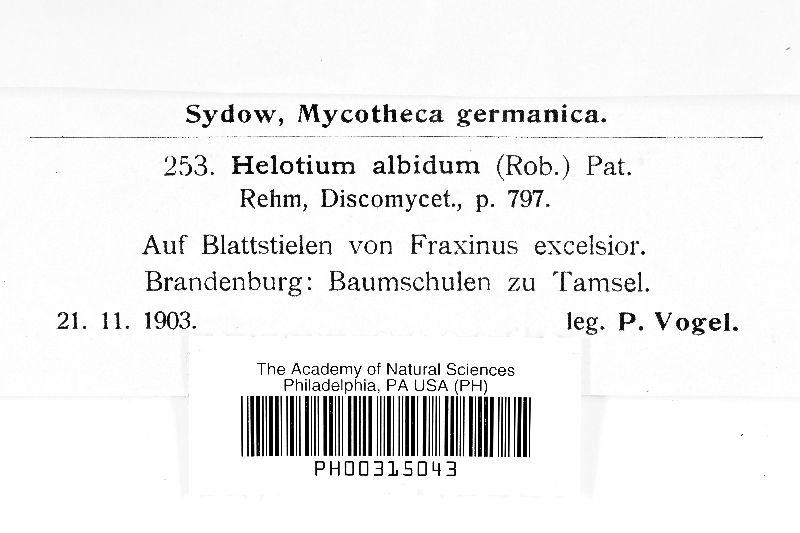 Sydow, Mycotheca germanica.
253. Helotium albidum (Rob.) Pat.
Rehm, Discomycet., p. 797.
Auf Blattstielen von Fraxinus excelsior.
Brandenburg: Baumschulen zu Tamsel.
21. 11. 1903. leg. P. Vogel.
The Academy of Natural Sciences
Philadelphia, PA USA (PH)
PH00315043